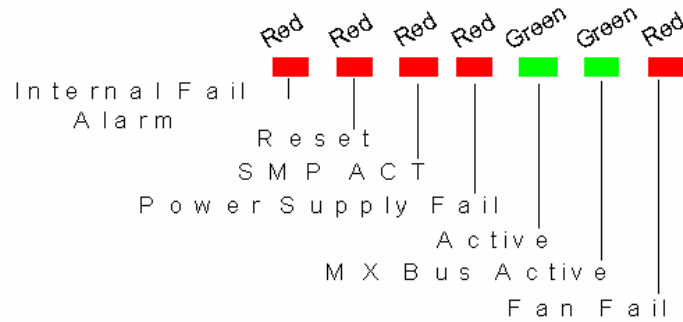 Red Red Red Red Green Green Red
Internal Fail
Alarm
Reset
SMP ACT
Power Supply Fail
Active
MX Bus Active
Fan Fail